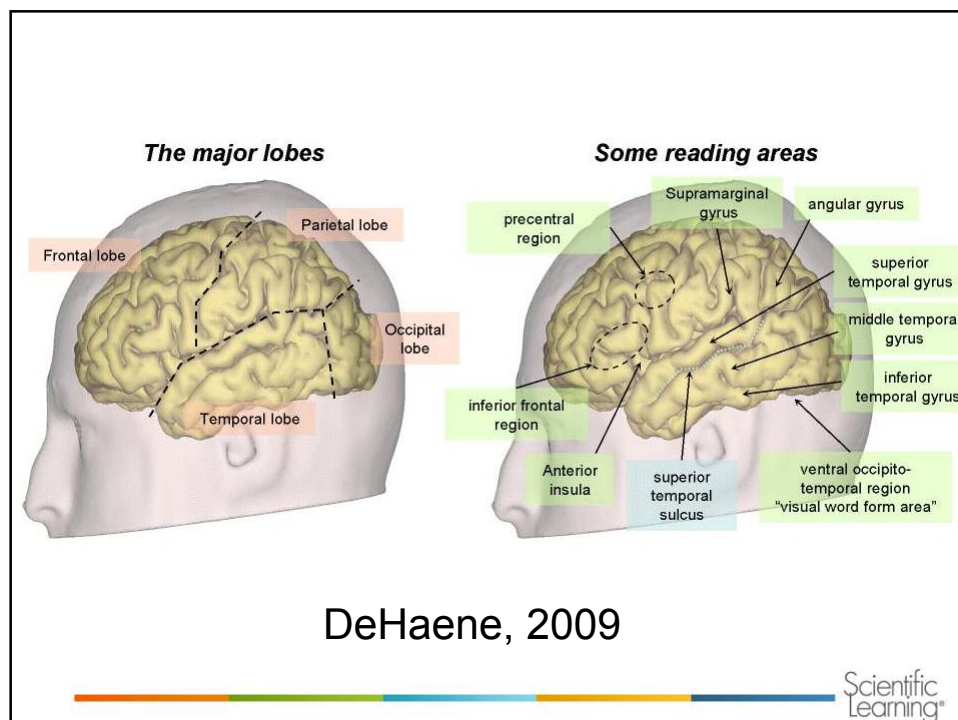 The major lobes
Parietal lobe
Frontal lobe
Occipital
lobe
Temporal lobe
Some reading areas
Supramarginal
gyrus
angular gyrus
precentral
region
superior
temporal gyrus
middle tempora
gyrus
inferior
temporal gyrus
inferior frontal
region
Anterior
insula
superior
temporal
sulcus
ventral occipito-
temporal region
“visual word form area”
DeHaene, 2009
Scientific
Learning®